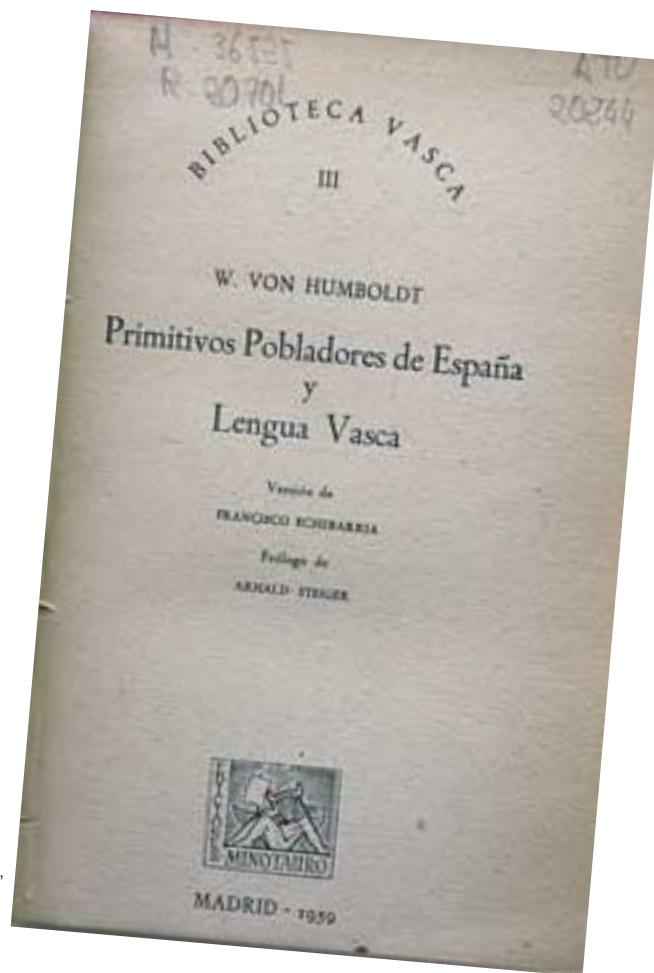 20244
BIBLIOTECA VASCA
III
W. VON HUMBOLDT
Primitivos Pobladores de España
y
Lengua Vasca
Versión de
FRANCISCO ECHEBARRIA
Prólogo de
ARNALD STEIGER
MINOTAURO
MADRID - 1959